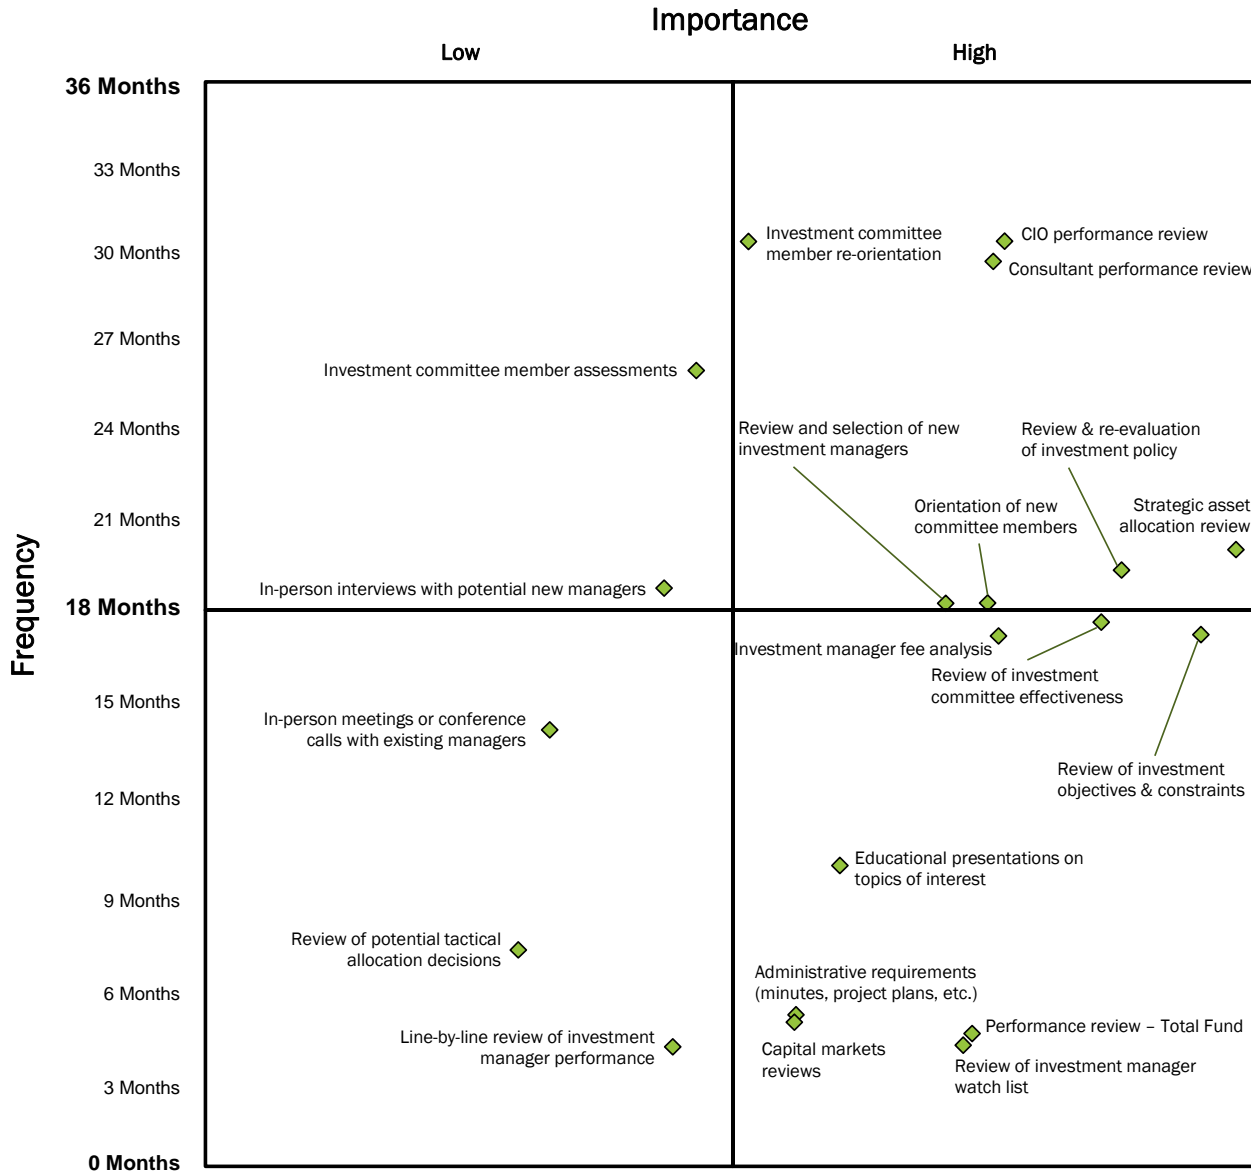 Importance
Low
High
36 Months
33 Months
30 Months
27 Months
24 Months
21 Months
18 Months
15 Months
12 Months
9 Months
6 Months
3 Months
0 Months
Frequency
Investment committee
member re-orientation
CIO performance review
Consultant performance review
Investment committee member assessments
Review and selection of new
investment managers
Review & re-evaluation
of investment policy
Orientation of new
committee members
Strategic asset
allocation review
In-person interviews with potential new managers
Investment manager fee analysis
Review of investment
committee effectiveness
In-person meetings or conference
calls with existing managers
Review of investment
objectives & constraints
Educational presentations on
topics of interest
Review of potential tactical
allocation decisions
Administrative requirements
(minutes, project plans, etc.)
Line-by-line review of investment
manager performance
Capital markets
reviews
Performance review – Total Fund
Review of investment manager
watch list